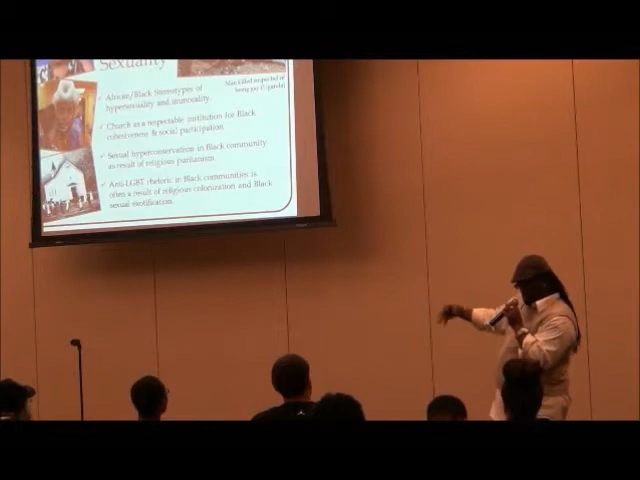 Sexuality
Man killed suspected of
being gay (Uganda)
✓ African/Black Stereotypes of
hypersexuality and immorality.
✓ Church as a respectable institution for Black
cohesiveness & social participation.
✓ Sexual hyperconservatism in Black community
as result of religious puritanism.
✓ Anti-LGBT rhetoric in Black communities is
often a result of religious colonization and Black
sexual exotification.